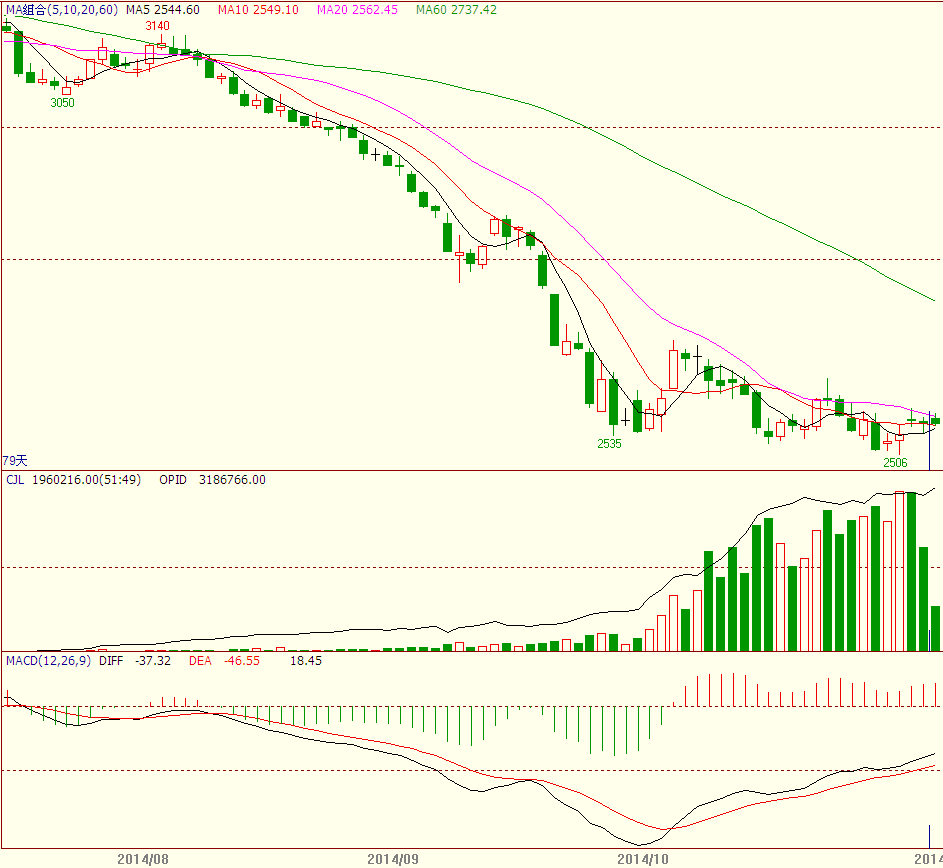 MA组合(5,10,20,60) MA5 2544.60 MA10 2549.10 MA20 2562.45 MA60 2737.42
3140
3050
2535
2506
79天
CJL 1960216.00(51:49) OPID 3186766.00
MACD(12,26,9) DIFF -37.32 DEA -46.55 18.45
2014/08 2014/09 2014/10 2014